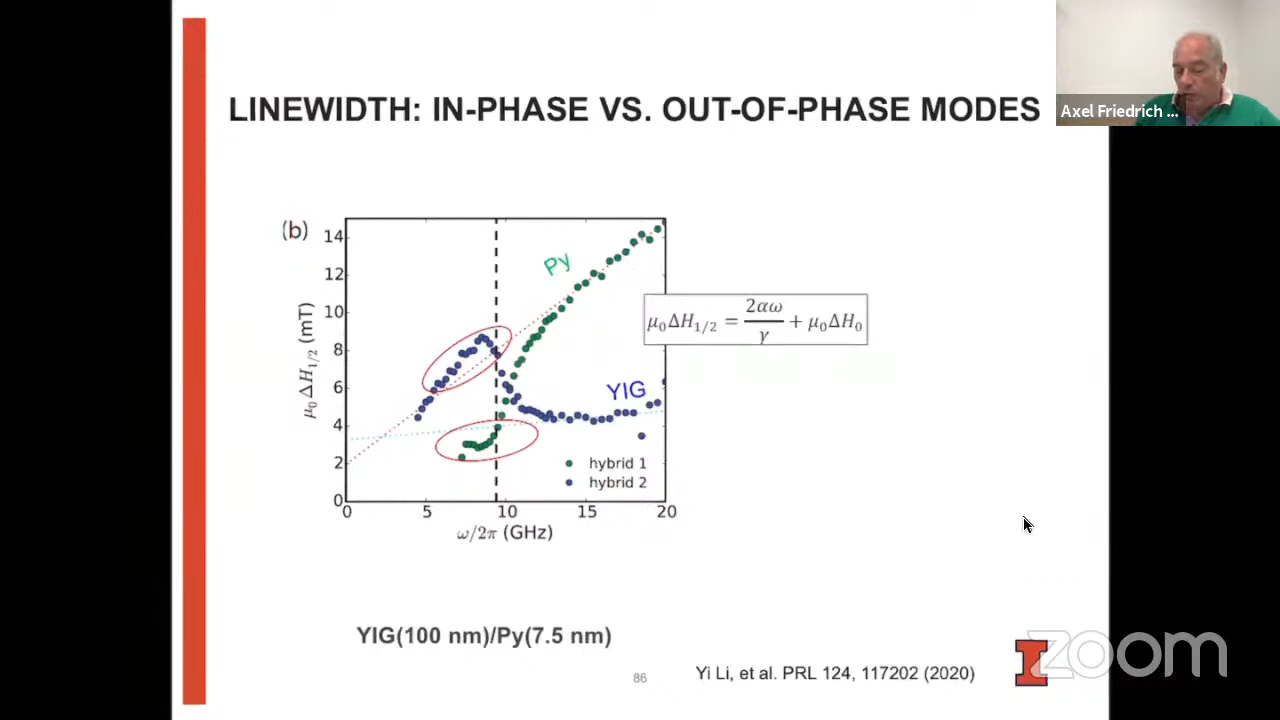 LINEWIDTH: IN-PHASE VS. OUT-OF-PHASE MODES
Axel Friedrich ...
(b)
14
12
10
8
6
4
2
0
μ₀ΔH₁/₂ (mT)
Py
YIG
hybrid 1
hybrid 2
0 5 10 15 20
ω/2π (GHz)
μ₀ΔH₁/₂ = 2αω/γ + μ₀ΔH₀
YIG(100 nm)/Py(7.5 nm)
86
Yi Li, et al. PRL 124, 117202 (2020)
I
zoom